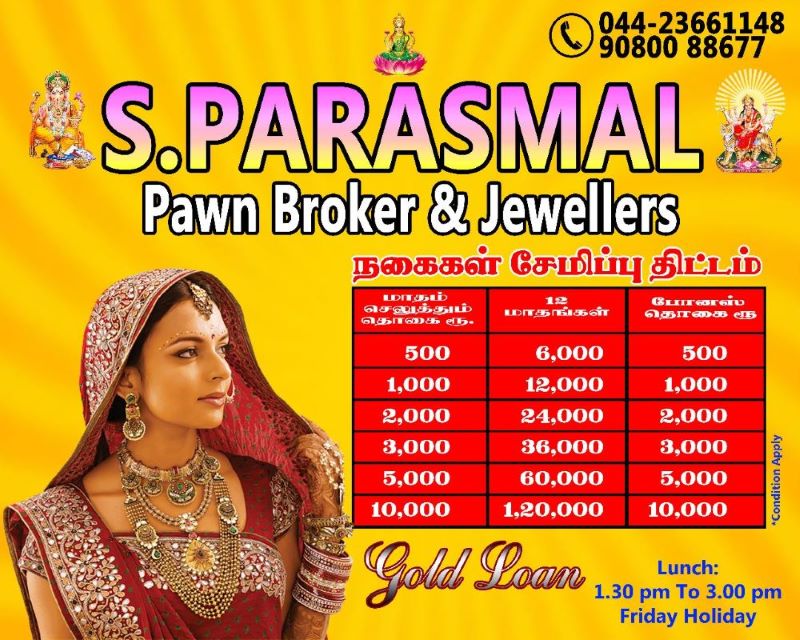 044-23661148
90800 88677
S.PARASMAL
Pawn Broker & Jewellers
நகைகள் சேமிப்பு திட்டம்
மாதம் செலுத்தும் தொகை ரூ. 12 மாதங்கள் போனஸ் தொகை ரூ
500 6,000 500
1,000 12,000 1,000
2,000 24,000 2,000
3,000 36,000 3,000
5,000 60,000 5,000
10,000 1,20,000 10,000
*Condition Apply
Gold Loan
Lunch:
1.30 pm To 3.00 pm
Friday Holiday